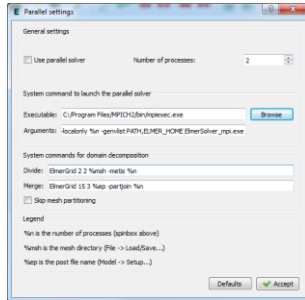 Parallel settings
General settings
Use parallel solver Number of processes: 2
System command to launch the parallel solver
Executable: C:/Program Files/MPICH2/bin/mpiexec.exe Browse
Arguments: -localonly %n -genvlist PATH,ELMER_HOME ElmerSolver_mpi.exe
System commands for domain decomposition
Divide: ElmerGrid 2 2 %msh -metis %n
Merge: ElmerGrid 15 3 %ep -partjoin %n
Skip mesh partitioning
Legend
%n is the number of processes (spinbox above)
%msh is the mesh directory (File -> Load/Save...)
%ep is the post file name (Model -> Setup...)
Defaults Accept